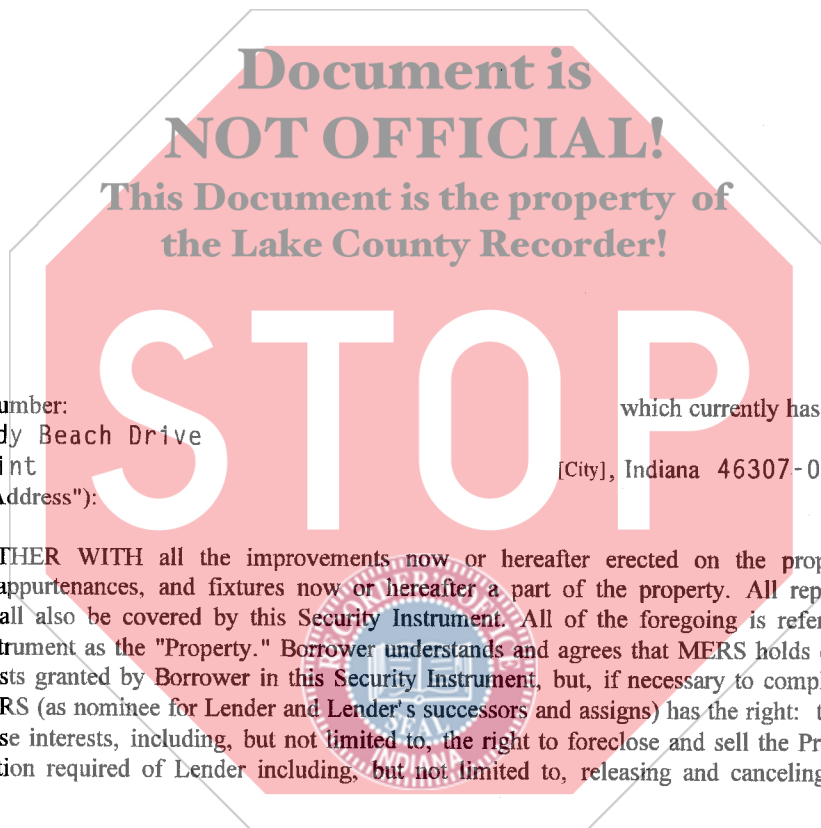 Document is
NOT OFFICIAL!
This Document is the property of
the Lake County Recorder!
STOP
umber:
which currently has
dy Beach Drive
int
[City], Indiana 46307-0
Address"):
THER WITH all the improvements now or hereafter erected on the prop
appurtenances, and fixtures now or hereafter a part of the property. All rep
all also be covered by this Security Instrument. All of the foregoing is refer
trument as the "Property." Borrower understands and agrees that MERS holds
sts granted by Borrower in this Security Instrument, but, if necessary to compl
RS (as nominee for Lender and Lender's successors and assigns) has the right: t
se interests, including, but not limited to, the right to foreclose and sell the Pr
tion required of Lender including, but not limited to, releasing and canceling
RECORDER'S OFFICE
SEAL
INDIANA